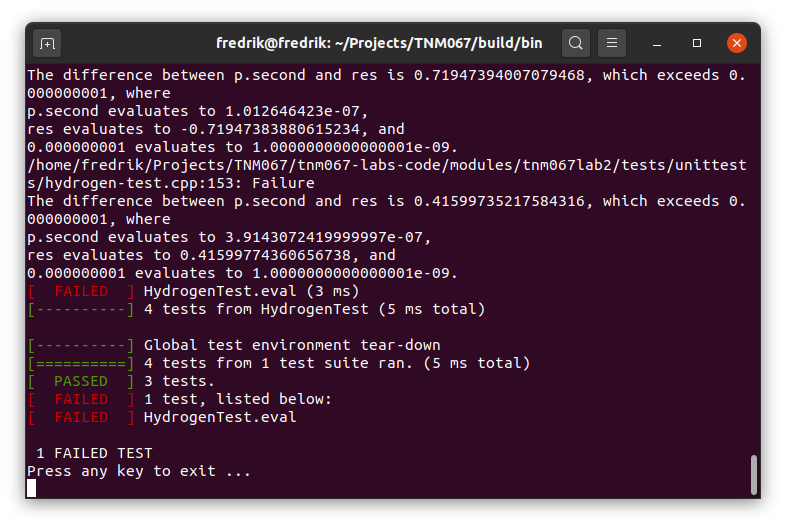 fredrik@fredrik: ~/Projects/TNM067/build/bin
The difference between p.second and res is 0.71947394007079468, which exceeds 0.
000000001, where
p.second evaluates to 1.012646423e-07,
res evaluates to -0.71947383880615234, and
0.000000001 evaluates to 1.0000000000000001e-09.
/home/fredrik/Projects/TNM067/tnm067-labs-code/modules/tnm067lab2/tests/unittest
s/hydrogen-test.cpp:153: Failure
The difference between p.second and res is 0.41599735217584316, which exceeds 0.
000000001, where
p.second evaluates to 3.9143072419999997e-07,
res evaluates to 0.41599774360656738, and
0.000000001 evaluates to 1.0000000000000001e-09.
[  FAILED  ] HydrogenTest.eval (3 ms)
[----------] 4 tests from HydrogenTest (5 ms total)
[----------] Global test environment tear-down
[==========] 4 tests from 1 test suite ran. (5 ms total)
[  PASSED  ] 3 tests.
[  FAILED  ] 1 test, listed below:
[  FAILED  ] HydrogenTest.eval
1 FAILED TEST
Press any key to exit ...